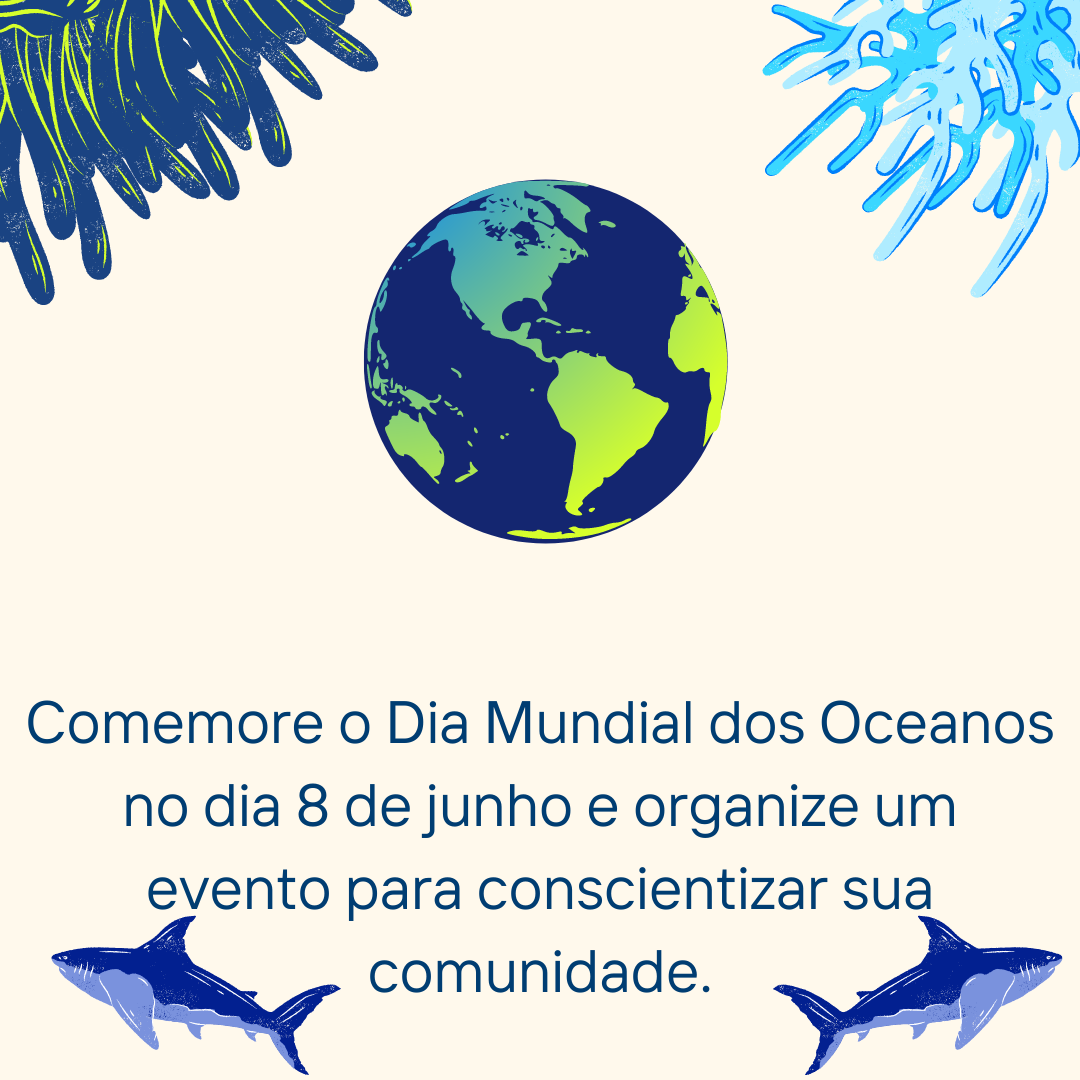 Comemore o Dia Mundial dos Oceanos
no dia 8 de junho e organize um
evento para conscientizar sua
comunidade.